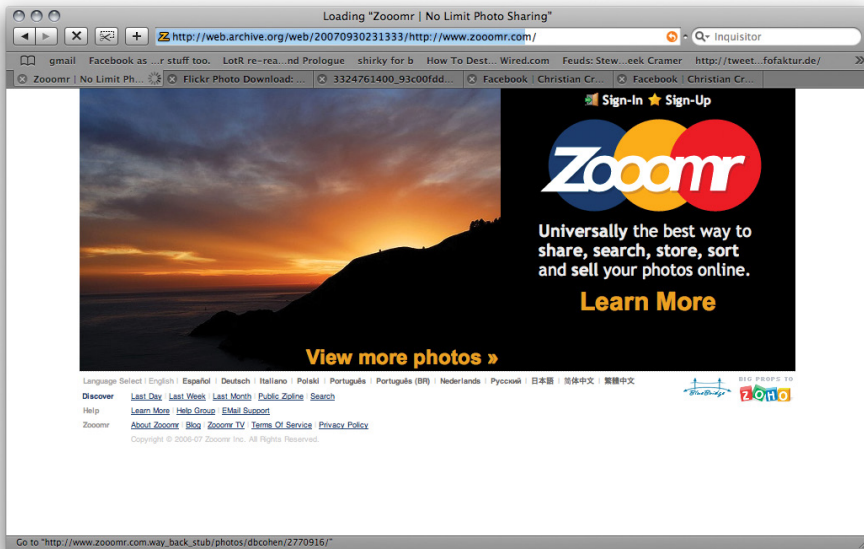 Loading "Zooomr | No Limit Photo Sharing"
http://web.archive.org/web/20070930231333/http://www.zooomr.com/
Inquisitor
gmail Facebook as ...r stuff too. LotR re-rea...nd Prologue shirky for b How To Dest... Wired.com Feuds: Stew...eek Cramer http://tweet...fofaktur.de/
Zooomr | No Limit Ph... Flickr Photo Download: ... 3324761400_93c00fdd... Facebook | Christian Cr... Facebook | Christian Cr...
Sign-In Sign-Up
Zooomr
Universally the best way to
share, search, store, sort
and sell your photos online.
Learn More
View more photos »
Language Select | English | Español | Deutsch | Italiano | Polski | Português | Português (BR) | Nederlands | Русский | 日本語 | 简体中文 | 繁體中文
BlueBridge
BIG PROPS TO
ZOHO
Discover Last Day | Last Week | Last Month | Public Zipline | Search
Help Learn More | Help Group | EMail Support
Zooomr About Zooomr | Blog | Zooomr TV | Terms Of Service | Privacy Policy
Copyright © 2006-07 Zooomr Inc. All Rights Reserved.
Go to "http://www.zooomr.com.way_back_stub/photos/dbcohen/2770916/"